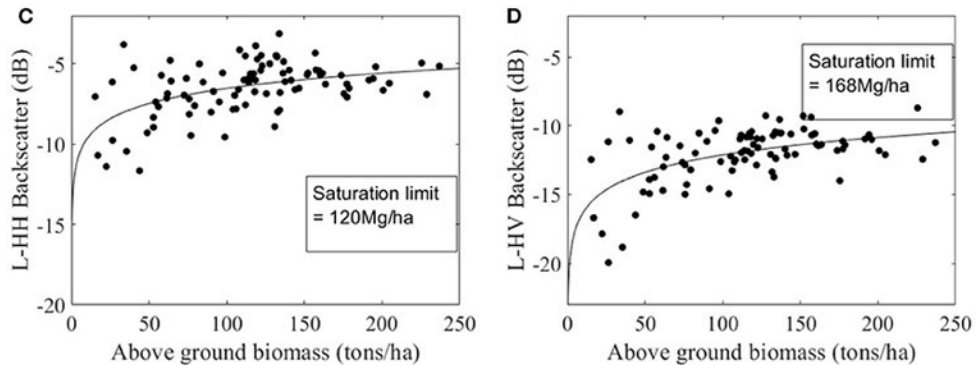 C
L-HH Backscatter (dB)
-5
-10
-15
-20
Saturation limit
= 120Mg/ha
0 50 100 150 200 250
Above ground biomass (tons/ha)
D
L-HV Backscatter (dB)
-5
-10
-15
-20
Saturation limit
= 168Mg/ha
0 50 100 150 200 250
Above ground biomass (tons/ha)